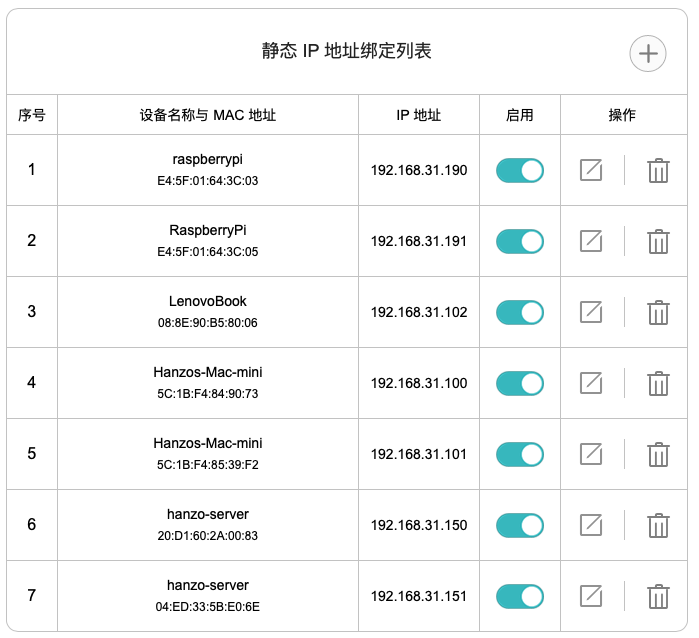 静态 IP 地址绑定列表
序号 设备名称与 MAC 地址 IP 地址 启用 操作
1 raspberrypi 192.168.31.190
E4:5F:01:64:3C:03
2 RaspberryPi 192.168.31.191
E4:5F:01:64:3C:05
3 LenovoBook 192.168.31.102
08:8E:90:B5:80:06
4 Hanzos-Mac-mini 192.168.31.100
5C:1B:F4:84:90:73
5 Hanzos-Mac-mini 192.168.31.101
5C:1B:F4:85:39:F2
6 hanzo-server 192.168.31.150
20:D1:60:2A:00:83
7 hanzo-server 192.168.31.151
04:ED:33:5B:E0:6E